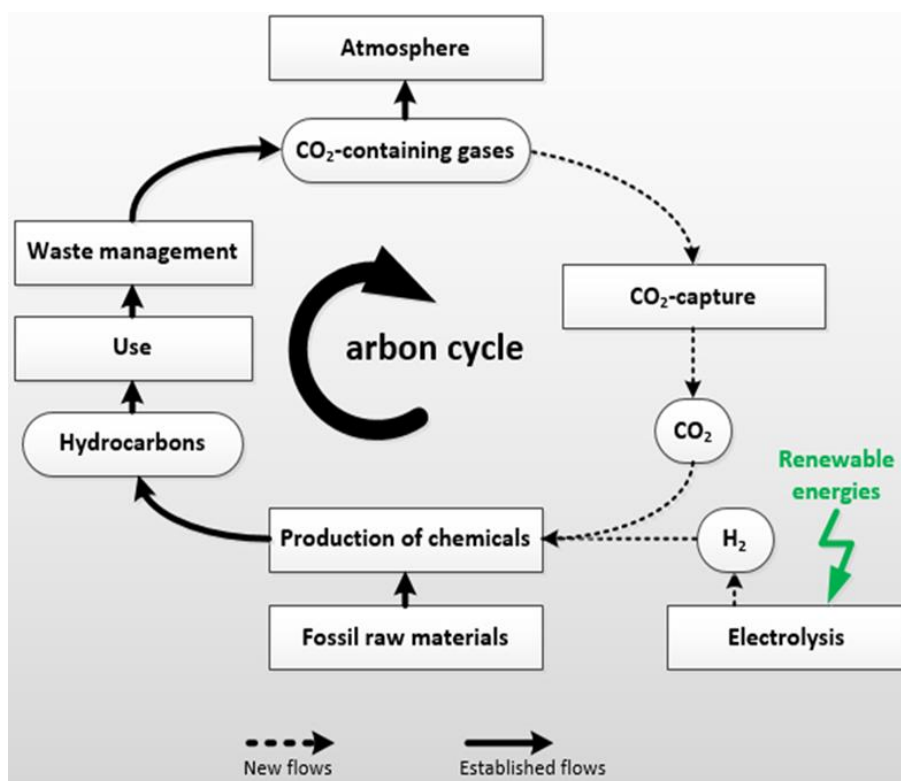 Atmosphere
CO₂-containing gases
Waste management
CO₂-capture
Use
arbon cycle
Hydrocarbons
CO₂
Renewable
energies
Production of chemicals
H₂
Fossil raw materials
Electrolysis
New flows
Established flows